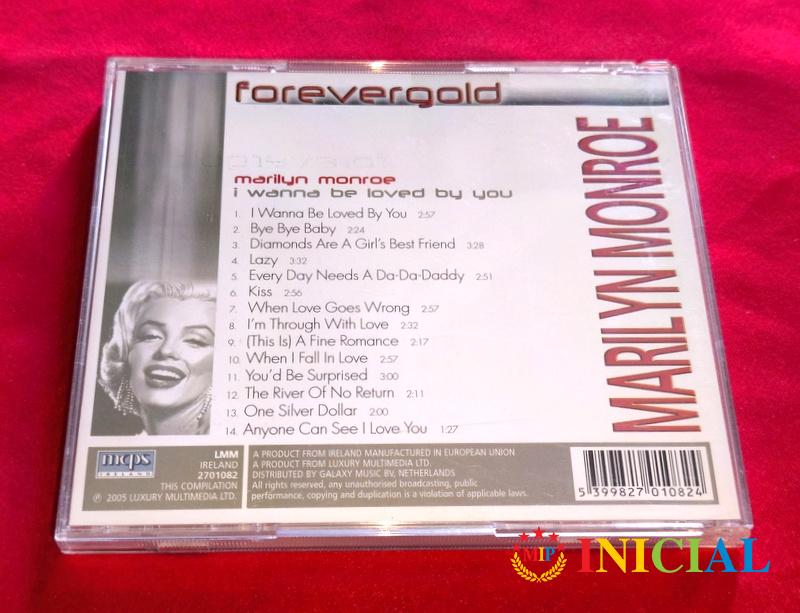 forevergold
marilyn monroe
i wanna be loved by you
1. I Wanna Be Loved By You 2:57
2. Bye Bye Baby 2:24
3. Diamonds Are A Girl's Best Friend 3:28
4. Lazy 3:32
5. Every Day Needs A Da-Da-Daddy 2:51
6. Kiss 2:56
7. When Love Goes Wrong 2:57
8. I'm Through With Love 2:32
9. (This Is) A Fine Romance 2:17
10. When I Fall In Love 2:57
11. You'd Be Surprised 3:00
12. The River Of No Return 2:11
13. One Silver Dollar 2:00
14. Anyone Can See I Love You 1:27
MARILYN MONROE
mcps
IRELAND
LMM
IRELAND
2701082
THIS COMPILATION
℗ 2005 LUXURY MULTIMEDIA LTD.
A PRODUCT FROM IRELAND MANUFACTURED IN EUROPEAN UNION
A PRODUCT FROM LUXURY MULTIMEDIA LTD.
DISTRIBUTED BY GALAXY MUSIC BV, NETHERLANDS
All rights reserved, any unauthorised broadcasting, public
performance, copying and duplication is a violation of applicable laws.
5 399827 010824
MIP INICIAL